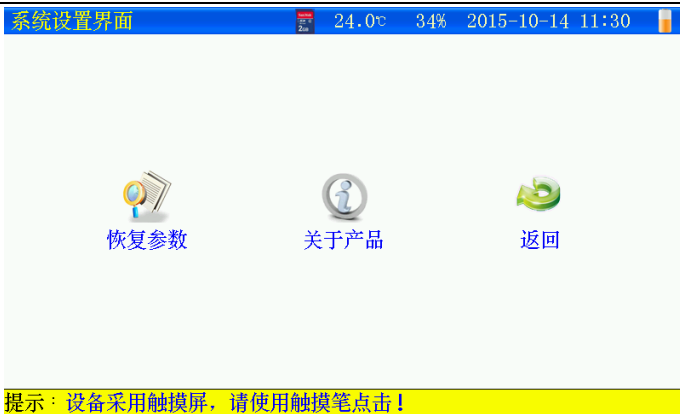 系统设置界面 24.0℃ 34% 2015-10-14 11:30
恢复参数 关于产品 返回
提示：设备采用触摸屏，请使用触摸笔点击！